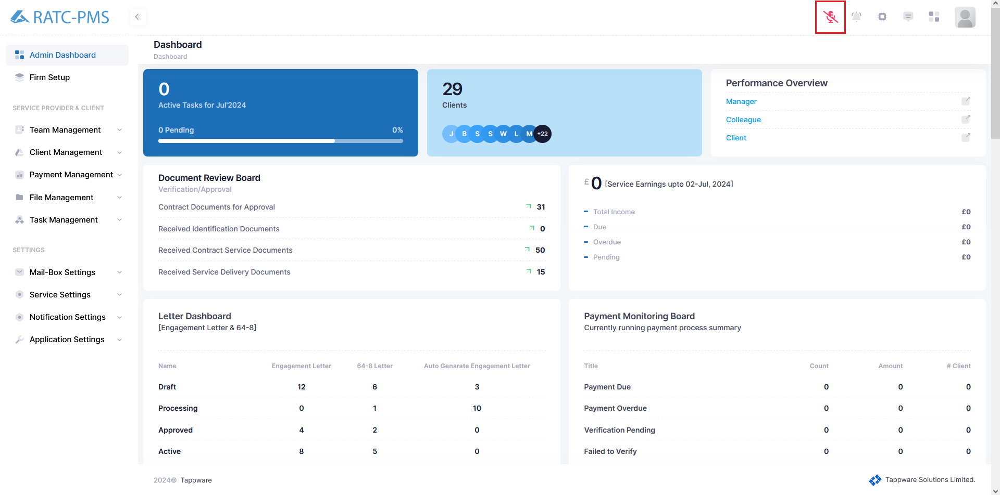 RATC-PMS
Admin Dashboard
Firm Setup
SERVICE PROVIDER & CLIENT
Team Management
Client Management
Payment Management
File Management
Task Management
SETTINGS
Mail-Box Settings
Service Settings
Notification Settings
Application Settings
Dashboard
Dashboard
0
Active Tasks for Jul'2024
0 Pending 0%
29
Clients
J B S S W L M +22
Performance Overview
Manager
Colleague
Client
Document Review Board
Verification/Approval
Contract Documents for Approval 31
Received Identification Documents 0
Received Contract Service Documents 50
Received Service Delivery Documents 15
£ 0 [Service Earnings upto 02-Jul, 2024]
Total Income £0
Due £0
Overdue £0
Pending £0
Letter Dashboard
[Engagement Letter & 64-8]
Name Engagement Letter 64-8 Letter Auto Genarate Engagement Letter
Draft 12 6 3
Processing 0 1 10
Approved 4 2 0
Active 8 5 0
Payment Monitoring Board
Currently running payment process summary
Title Count Amount # Client
Payment Due 0 0 0
Payment Overdue 0 0 0
Verification Pending 0 0 0
Failed to Verify 0 0 0
2024© Tappware
Tappware Solutions Limited.